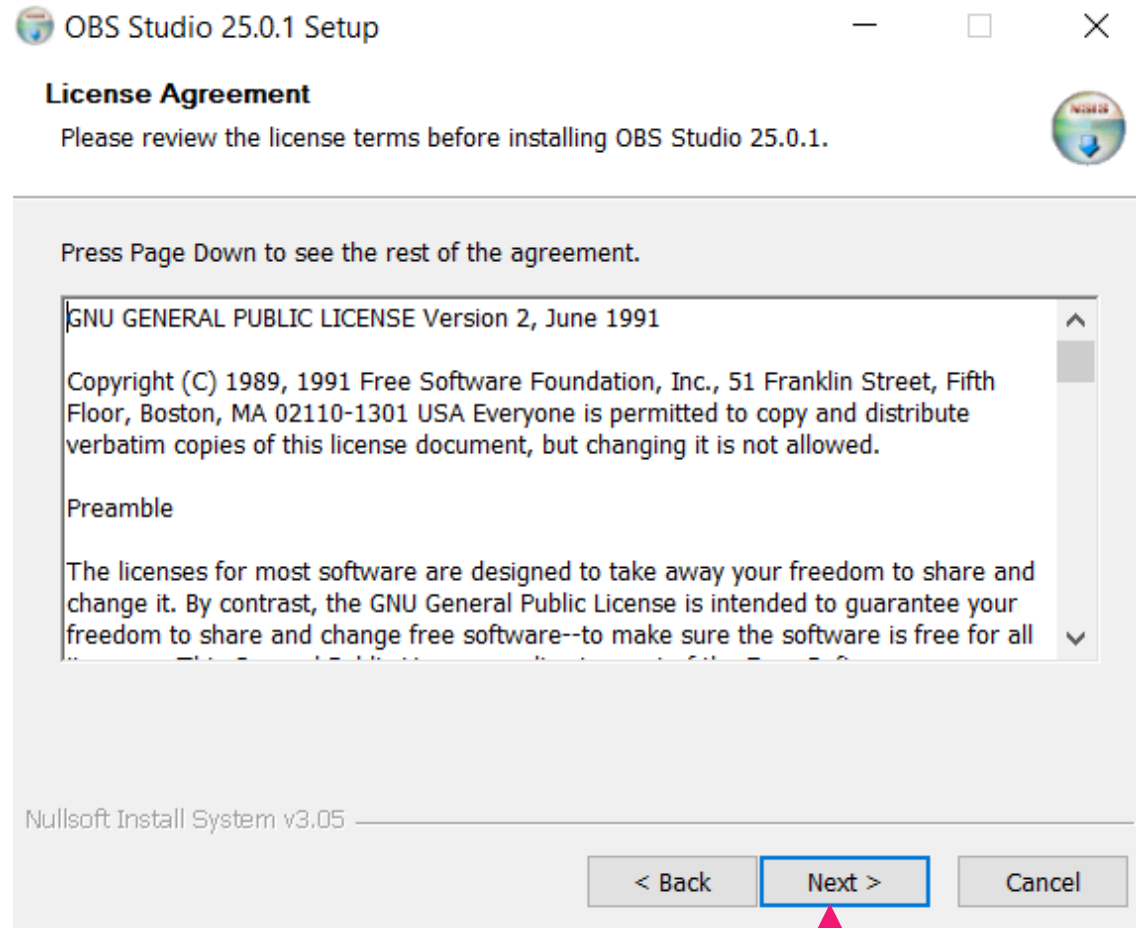 OBS Studio 25.0.1 Setup
License Agreement
Please review the license terms before installing OBS Studio 25.0.1.
NSIS
Press Page Down to see the rest of the agreement.
GNU GENERAL PUBLIC LICENSE Version 2, June 1991
Copyright (C) 1989, 1991 Free Software Foundation, Inc., 51 Franklin Street, Fifth
Floor, Boston, MA 02110-1301 USA Everyone is permitted to copy and distribute
verbatim copies of this license document, but changing it is not allowed.
Preamble
The licenses for most software are designed to take away your freedom to share and
change it. By contrast, the GNU General Public License is intended to guarantee your
freedom to share and change free software--to make sure the software is free for all
Nullsoft Install System v3.05
< Back
Next >
Cancel